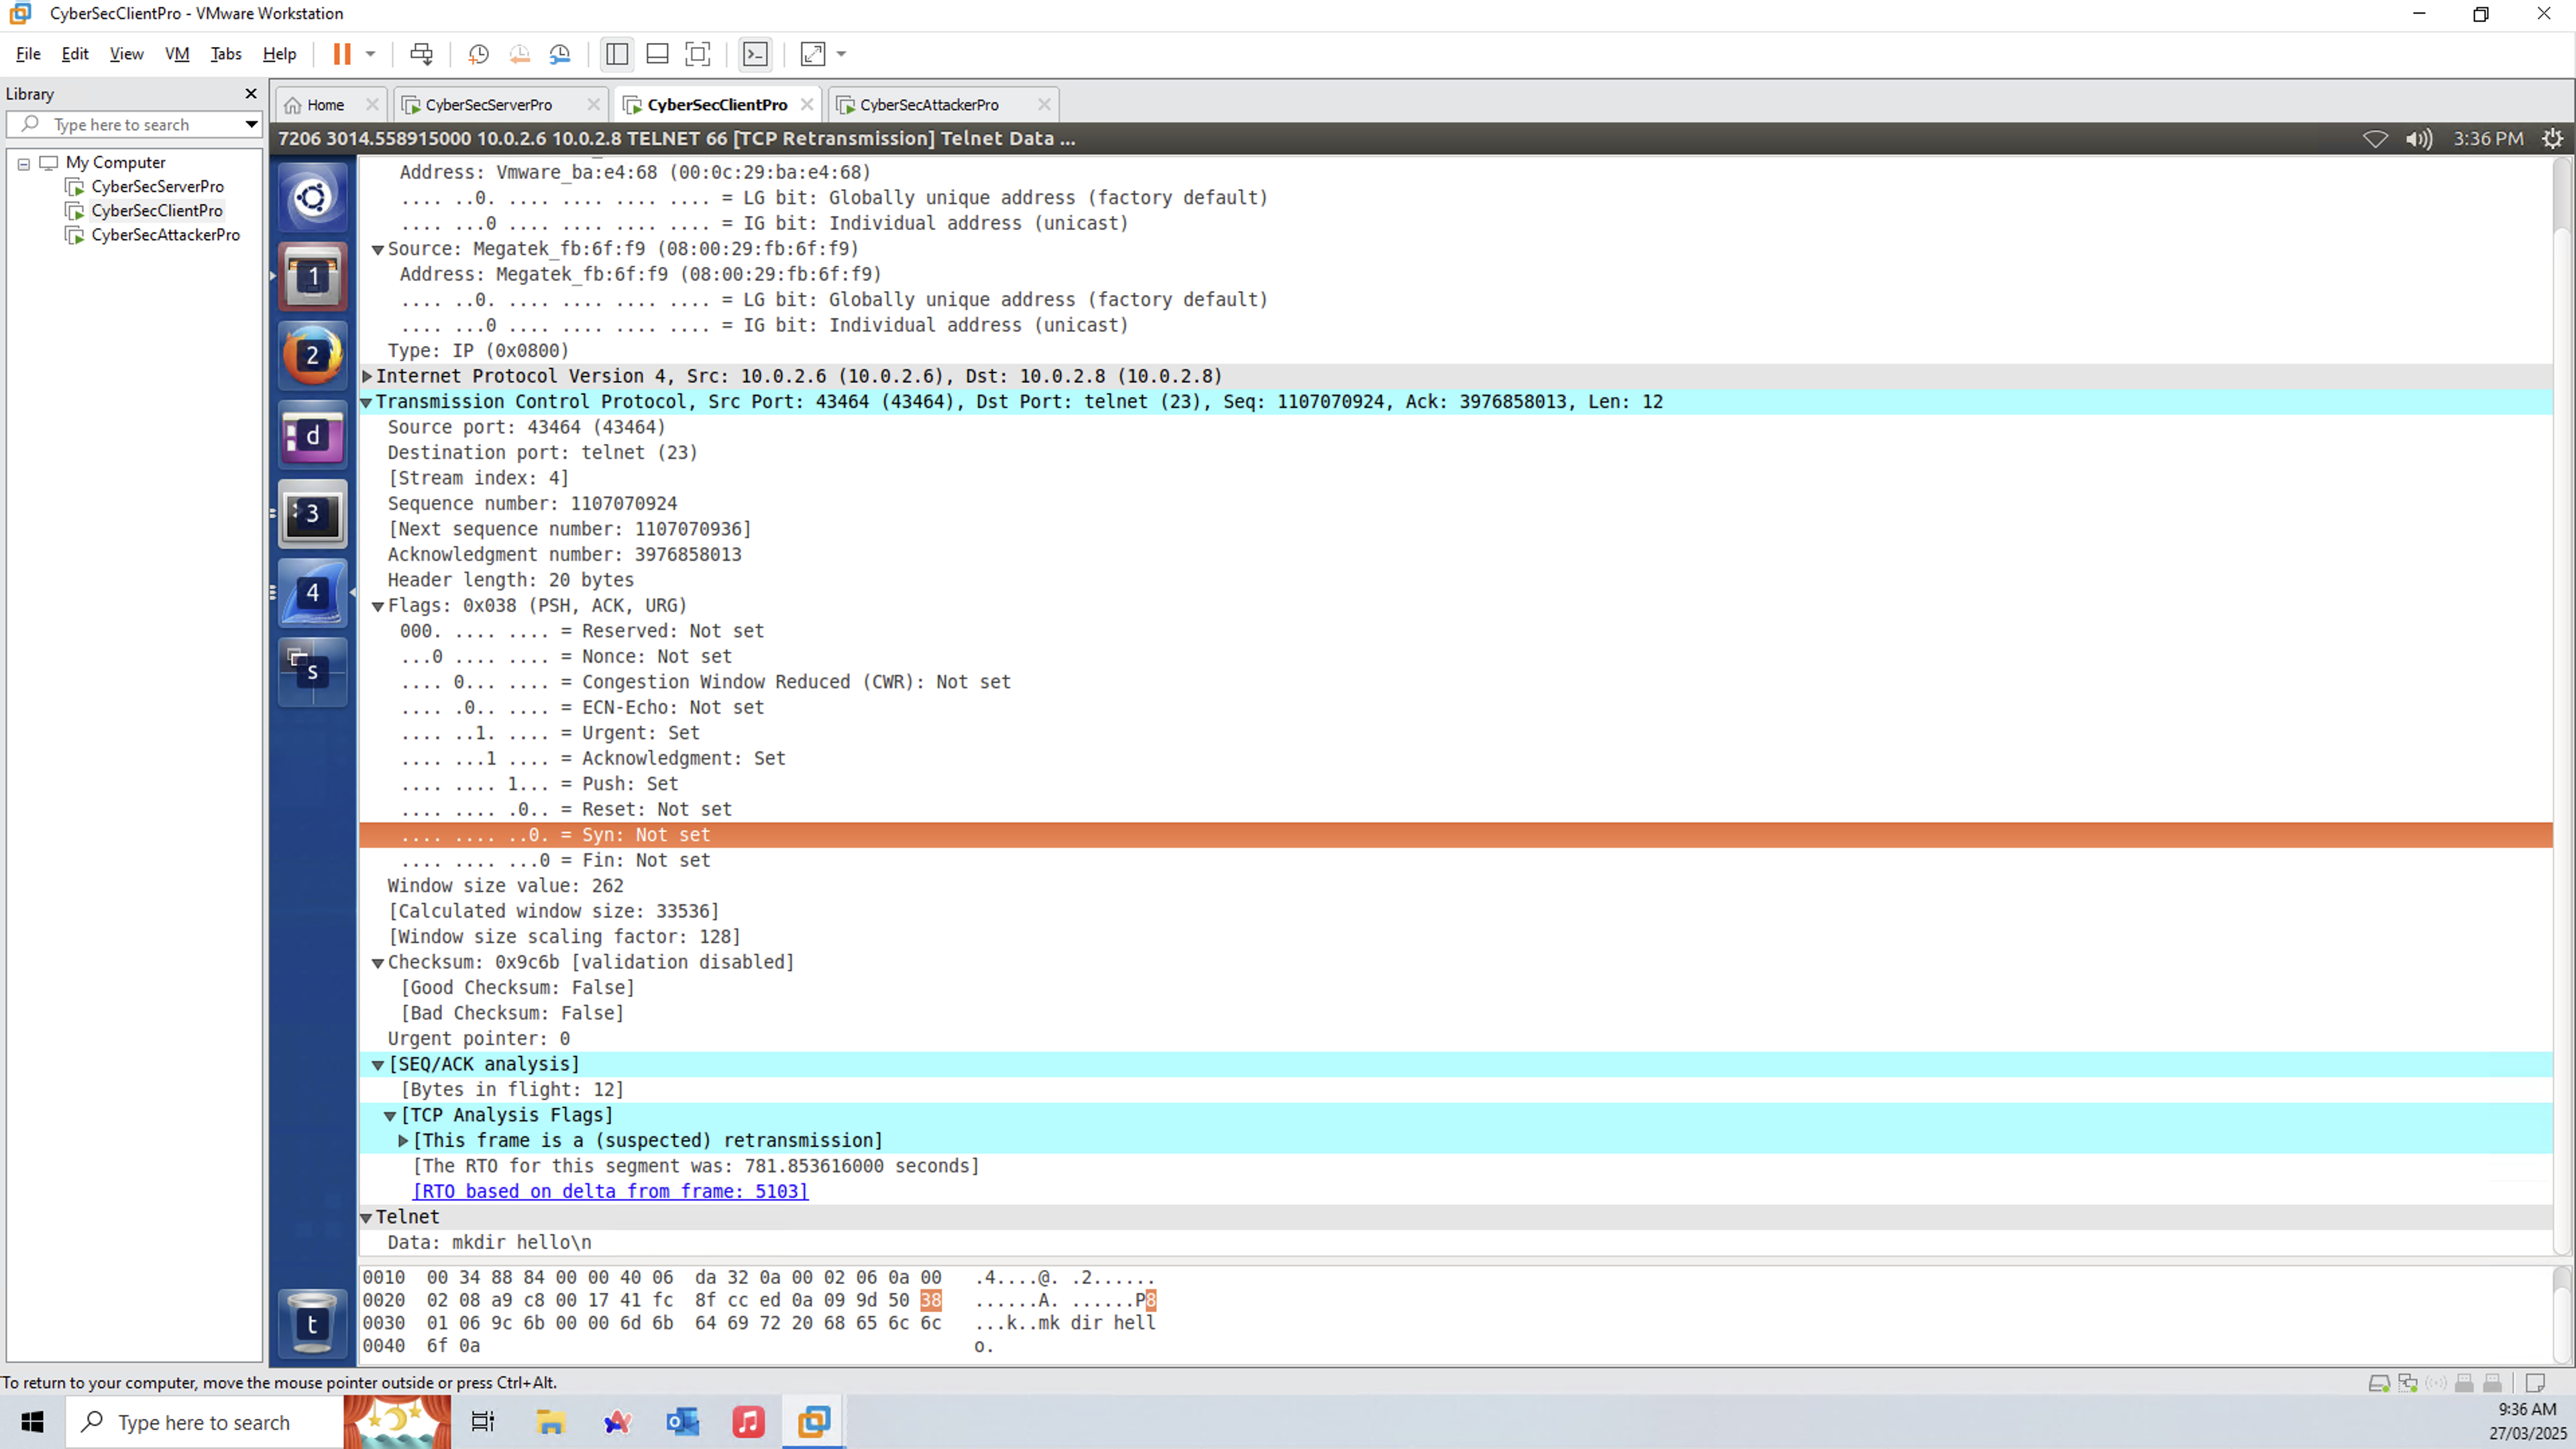 CyberSecClientPro - VMware Workstation
File Edit View VM Tabs Help
Library
Home CyberSecServerPro CyberSecClientPro CyberSecAttackerPro
Type here to search
7206 3014.558915000 10.0.2.6 10.0.2.8 TELNET 66 [TCP Retransmission] Telnet Data ... 3:36 PM
My Computer
CyberSecServerPro
CyberSecClientPro
CyberSecAttackerPro
1
2
d
3
4
s
t
Address: Vmware_ba:e4:68 (00:0c:29:ba:e4:68)
.... ..0. .... .... .... .... = LG bit: Globally unique address (factory default)
.... ...0 .... .... .... .... = IG bit: Individual address (unicast)
Source: Megatek_fb:6f:f9 (08:00:29:fb:6f:f9)
Address: Megatek_fb:6f:f9 (08:00:29:fb:6f:f9)
.... ..0. .... .... .... .... = LG bit: Globally unique address (factory default)
.... ...0 .... .... .... .... = IG bit: Individual address (unicast)
Type: IP (0x0800)
Internet Protocol Version 4, Src: 10.0.2.6 (10.0.2.6), Dst: 10.0.2.8 (10.0.2.8)
Transmission Control Protocol, Src Port: 43464 (43464), Dst Port: telnet (23), Seq: 1107070924, Ack: 3976858013, Len: 12
Source port: 43464 (43464)
Destination port: telnet (23)
[Stream index: 4]
Sequence number: 1107070924
[Next sequence number: 1107070936]
Acknowledgment number: 3976858013
Header length: 20 bytes
Flags: 0x038 (PSH, ACK, URG)
000. .... .... = Reserved: Not set
...0 .... .... = Nonce: Not set
.... 0... .... = Congestion Window Reduced (CWR): Not set
.... .0.. .... = ECN-Echo: Not set
.... ..1. .... = Urgent: Set
.... ...1 .... = Acknowledgment: Set
.... .... 1... = Push: Set
.... .... .0.. = Reset: Not set
.... .... ..0. = Syn: Not set
.... .... ...0 = Fin: Not set
Window size value: 262
[Calculated window size: 33536]
[Window size scaling factor: 128]
Checksum: 0x9c6b [validation disabled]
[Good Checksum: False]
[Bad Checksum: False]
Urgent pointer: 0
[SEQ/ACK analysis]
[Bytes in flight: 12]
[TCP Analysis Flags]
[This frame is a (suspected) retransmission]
[The RTO for this segment was: 781.853616000 seconds]
[RTO based on delta from frame: 5103]
Telnet
Data: mkdir hello\n
0010 00 34 88 84 00 00 40 06 da 32 0a 00 02 06 0a 00 .4....@. .2......
0020 02 08 a9 c8 00 17 41 fc 8f cc ed 0a 09 9d 50 38 ......A. ......P8
0030 01 06 9c 6b 00 00 6d 6b 64 69 72 20 68 65 6c 6c ...k..mk dir hell
0040 6f 0a o.
To return to your computer, move the mouse pointer outside or press Ctrl+Alt.
Type here to search
9:36 AM
27/03/2025